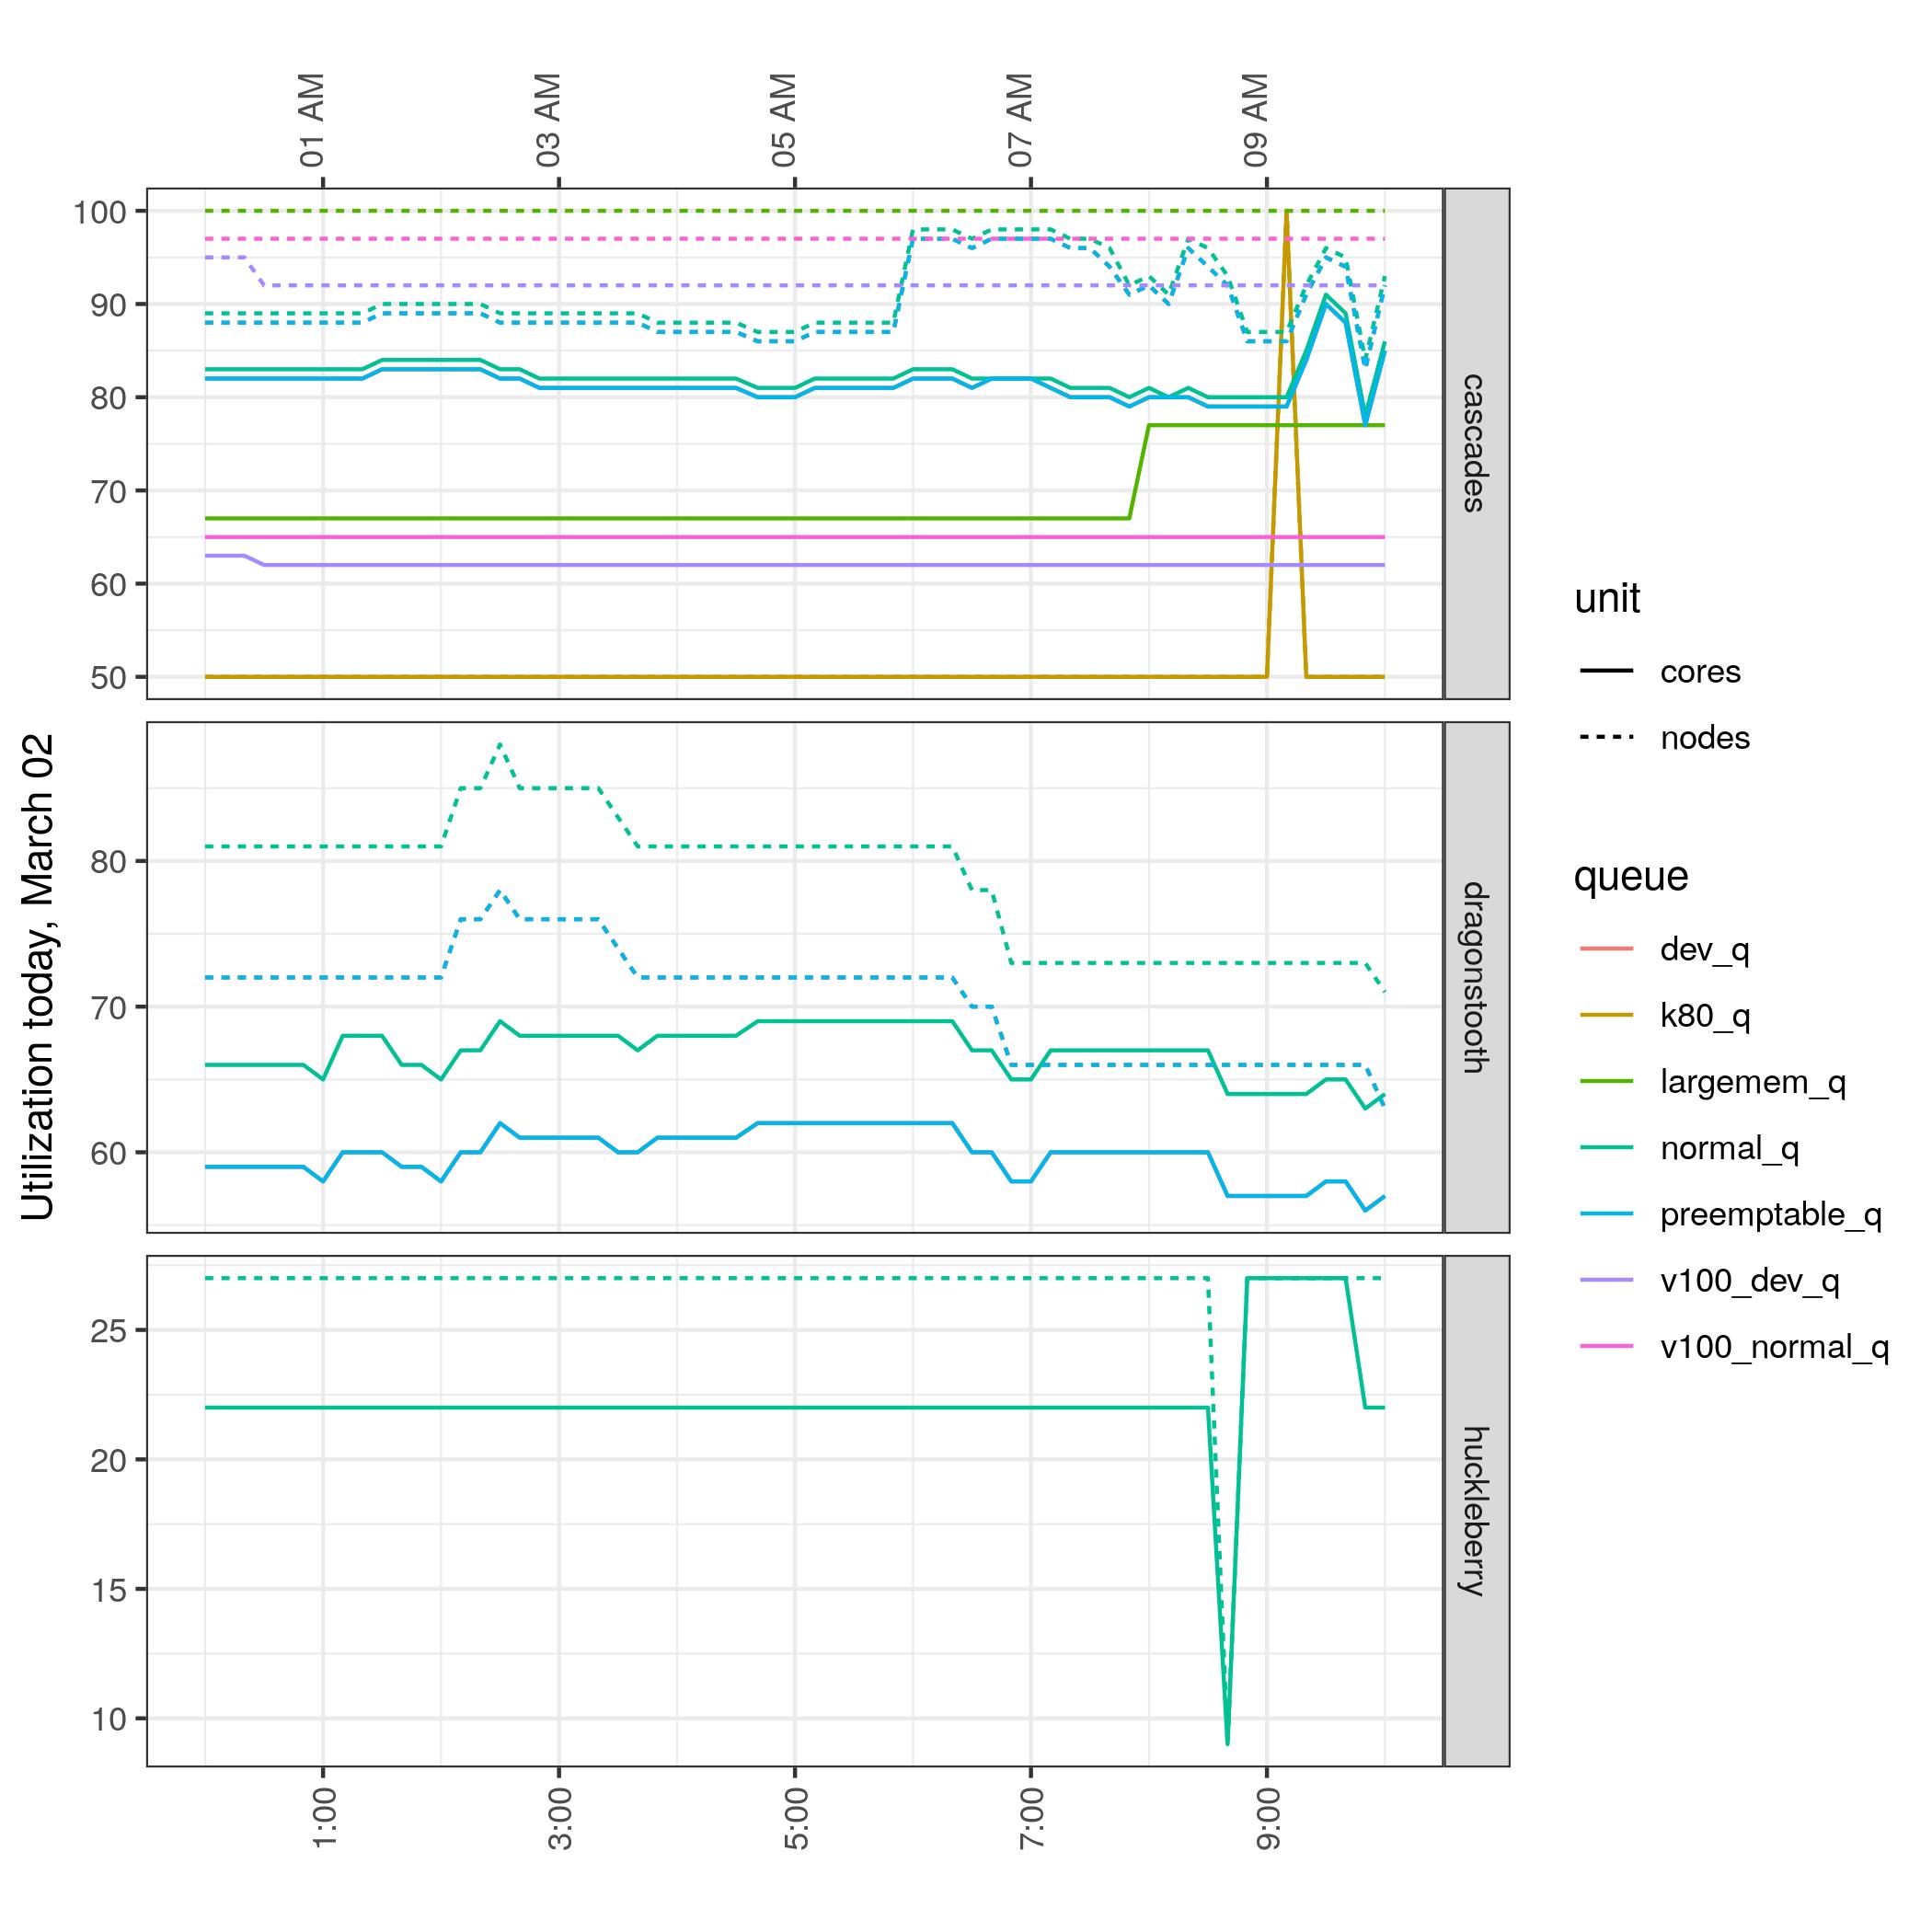 01 AM
03 AM
05 AM
07 AM
09 AM
100
90
80
70
60
50
cascades
Utilization today, March 02
80
70
60
dragonstooth
25
20
15
10
huckleberry
1:00
3:00
5:00
7:00
9:00
unit
cores
nodes
queue
dev_q
k80_q
largemem_q
normal_q
preemptable_q
v100_dev_q
v100_normal_q